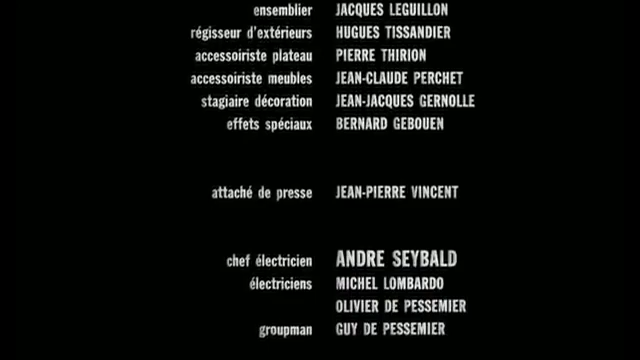 ensemblier JACQUES LEGUILLON
régisseur d'extérieurs HUGUES TISSANDIER
accessoiriste plateau PIERRE THIRION
accessoiriste meubles JEAN-CLAUDE PERCHET
stagiaire décoration JEAN-JACQUES GERNOLLE
effets spéciaux BERNARD GEBOUEN
attaché de presse JEAN-PIERRE VINCENT
chef électricien ANDRE SEYBALD
électriciens MICHEL LOMBARDO
OLIVIER DE PESSEMIER
groupman GUY DE PESSEMIER